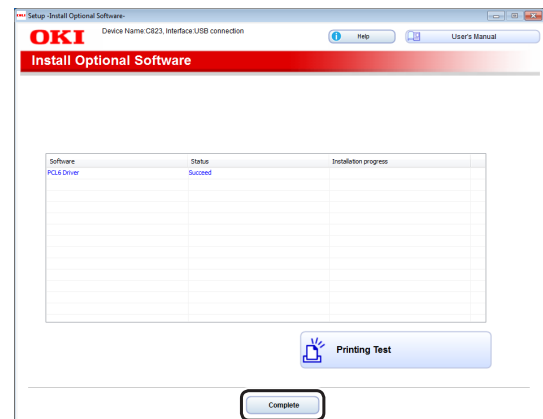 OKI Setup -Install Optional Software-
OKI Device Name:C823, Interface:USB connection Help User's Manual
Install Optional Software
Software Status Installation progress
PCL6 Driver Succeed
Printing Test
Complete